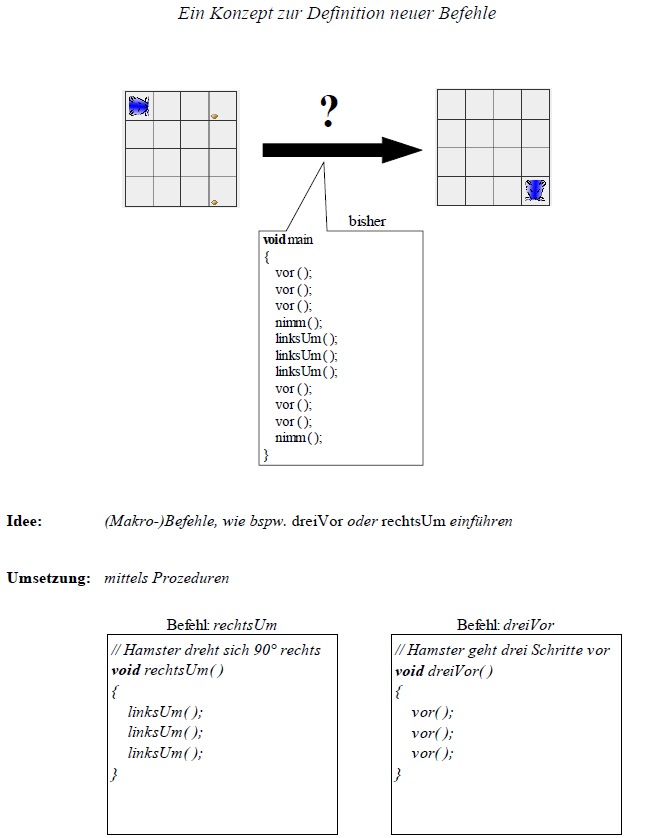 Ein Konzept zur Definition neuer Befehle
?
bisher
void main
{
vor ( );
vor ( );
vor ( );
nimm ( );
linksUm ( );
linksUm ( );
linksUm ( );
vor ( );
vor ( );
vor ( );
nimm ( );
}
Idee: (Makro-)Befehle, wie bspw. dreiVor oder rechtsUm einführen
Umsetzung: mittels Prozeduren
Befehl: rechtsUm
// Hamster dreht sich 90° rechts
void rechtsUm( )
{
linksUm( );
linksUm( );
linksUm( );
}
Befehl: dreiVor
// Hamster geht drei Schritte vor
void dreiVor( )
{
vor( );
vor( );
vor( );
}